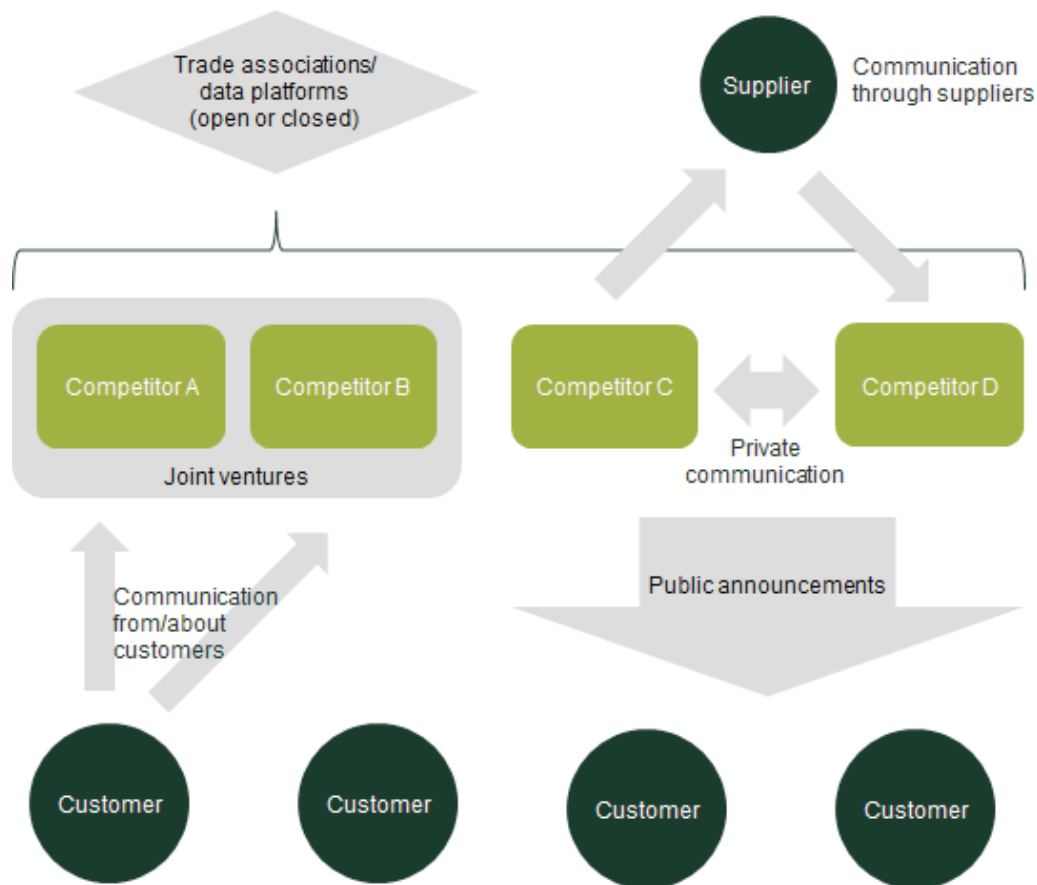 Trade associations/
data platforms
(open or closed)
Supplier
Communication
through suppliers
Competitor A
Competitor B
Competitor C
Competitor D
Joint ventures
Private
communication
Communication
from/about
customers
Public announcements
Customer
Customer
Customer
Customer